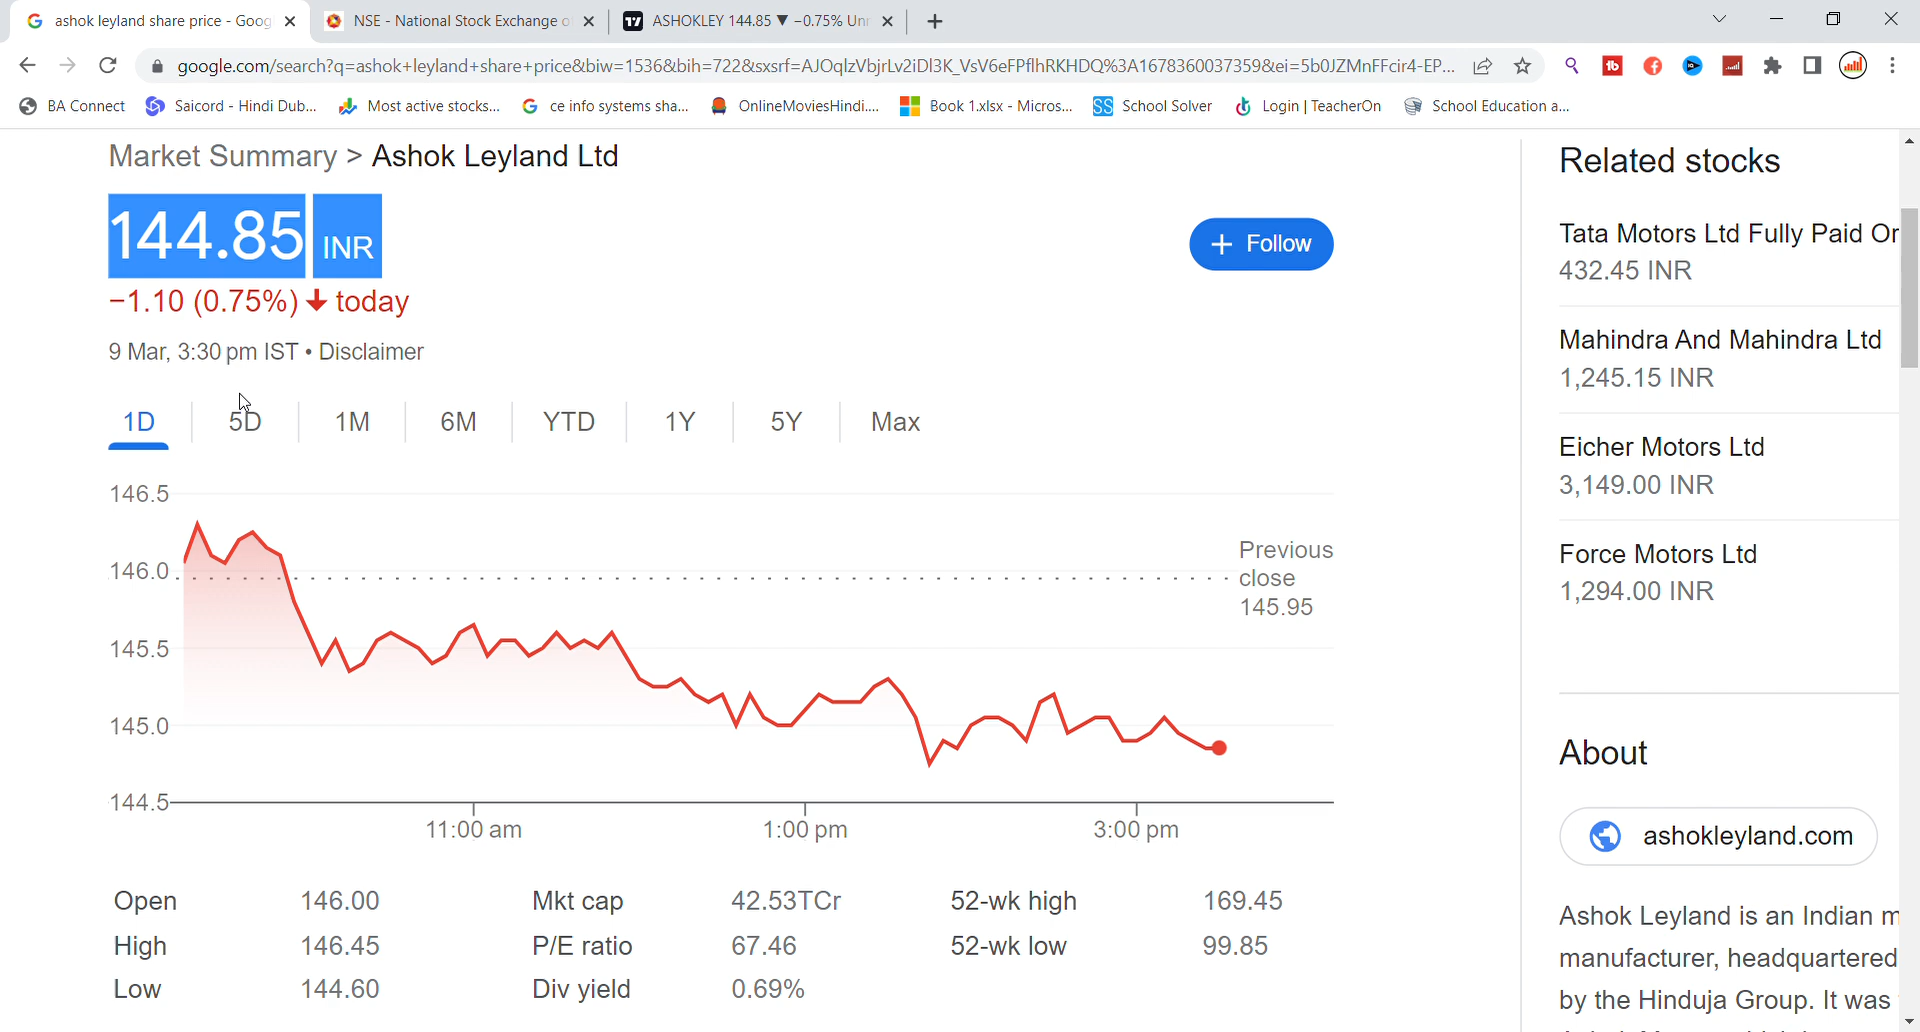 ashok leyland share price - Goog
NSE - National Stock Exchange o
ASHOKLEY 144.85 ▼ −0.75% Un
google.com/search?q=ashok+leyland+share+price&biw=1536&bih=722&sxsrf=AJOqlzVbjrLv2iDl3K_VsV6eFPflhRKHDQ%3A1678360037359&ei=5b0JZMnFFcir4-EP...
BA Connect
Saicord - Hindi Dub...
Most active stocks...
ce info systems sha...
OnlineMoviesHindi....
Book 1.xlsx - Micros...
School Solver
Login | TeacherOn
School Education a...
Market Summary > Ashok Leyland Ltd
144.85 INR
−1.10 (0.75%) ↓ today
9 Mar, 3:30 pm IST • Disclaimer
+ Follow
1D 5D 1M 6M YTD 1Y 5Y Max
146.5
146.0
145.5
145.0
144.5
Previous
close
145.95
11:00 am 1:00 pm 3:00 pm
Open 146.00 Mkt cap 42.53TCr 52-wk high 169.45
High 146.45 P/E ratio 67.46 52-wk low 99.85
Low 144.60 Div yield 0.69%
Related stocks
Tata Motors Ltd Fully Paid Or
432.45 INR
Mahindra And Mahindra Ltd
1,245.15 INR
Eicher Motors Ltd
3,149.00 INR
Force Motors Ltd
1,294.00 INR
About
ashokleyland.com
Ashok Leyland is an Indian m
manufacturer, headquartered
by the Hinduja Group. It was